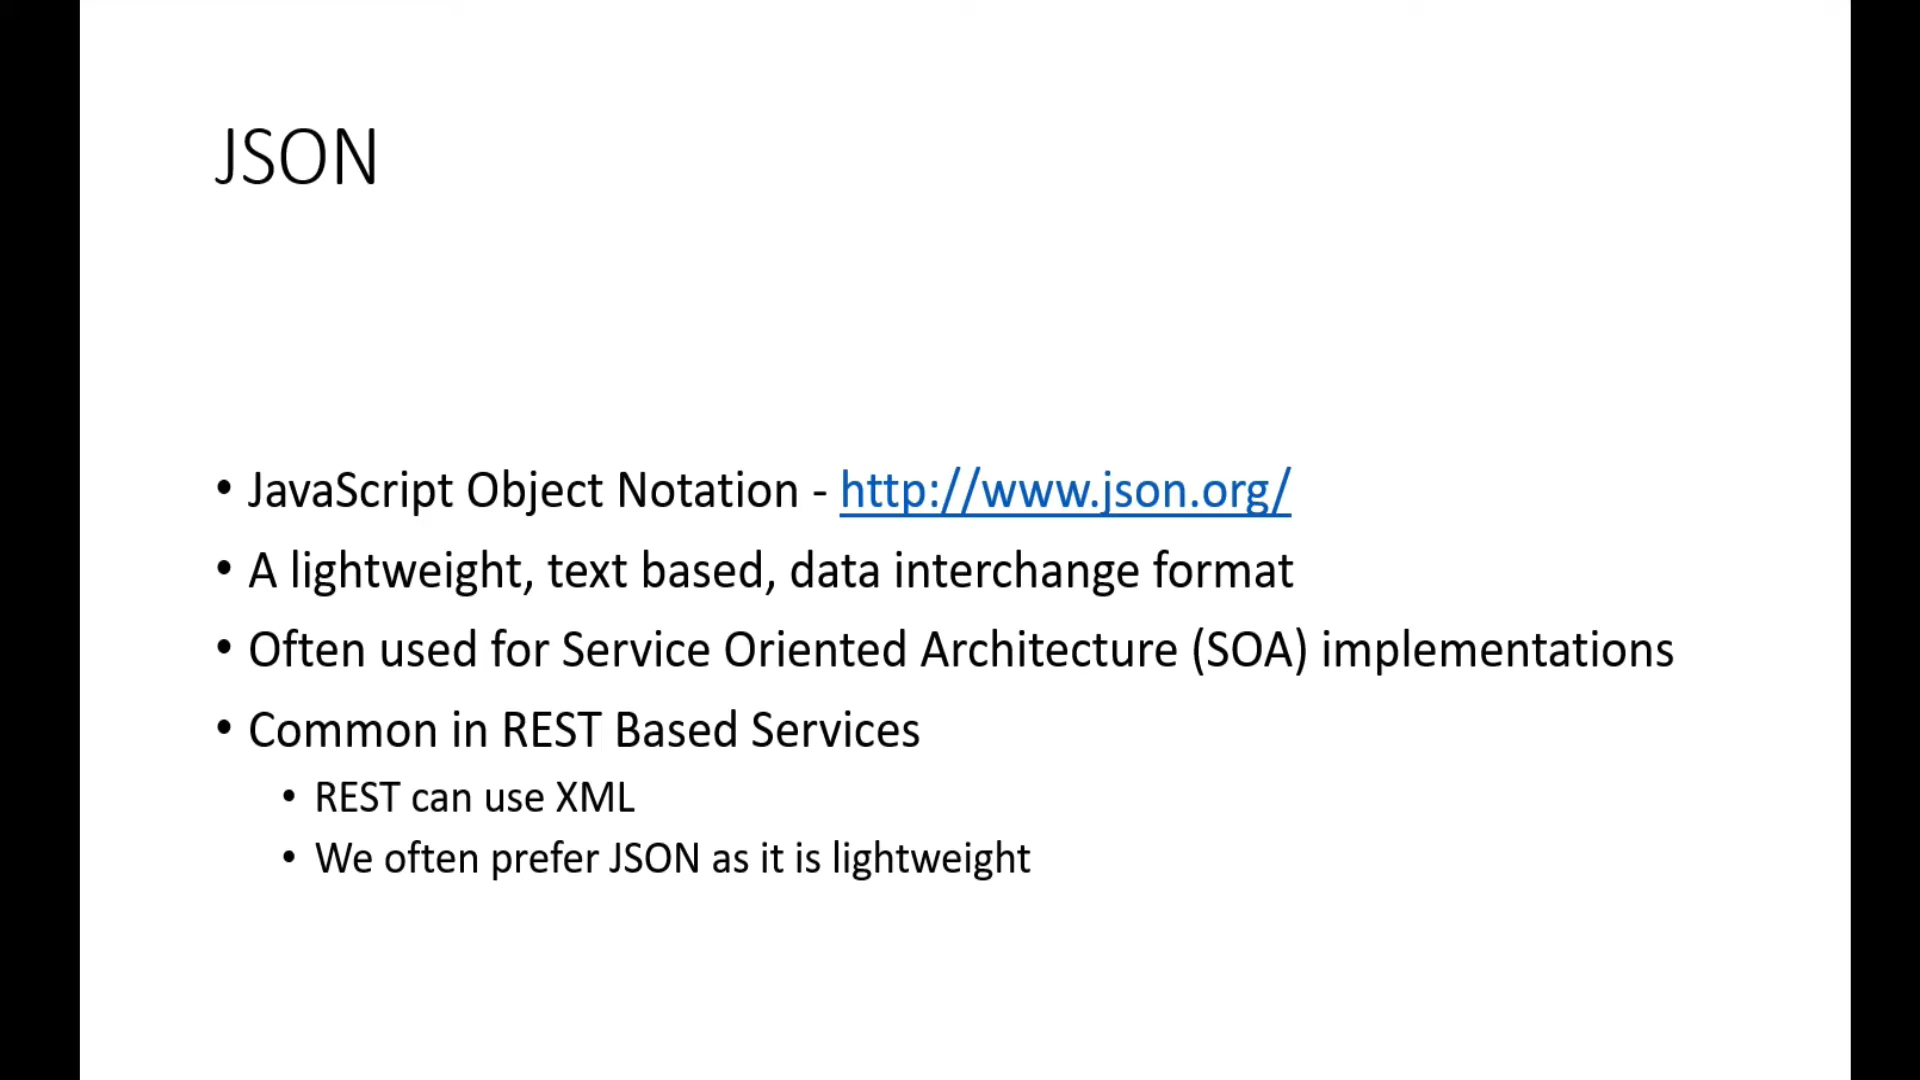 JSON
• JavaScript Object Notation - http://www.json.org/
• A lightweight, text based, data interchange format
• Often used for Service Oriented Architecture (SOA) implementations
• Common in REST Based Services
• REST can use XML
• We often prefer JSON as it is lightweight